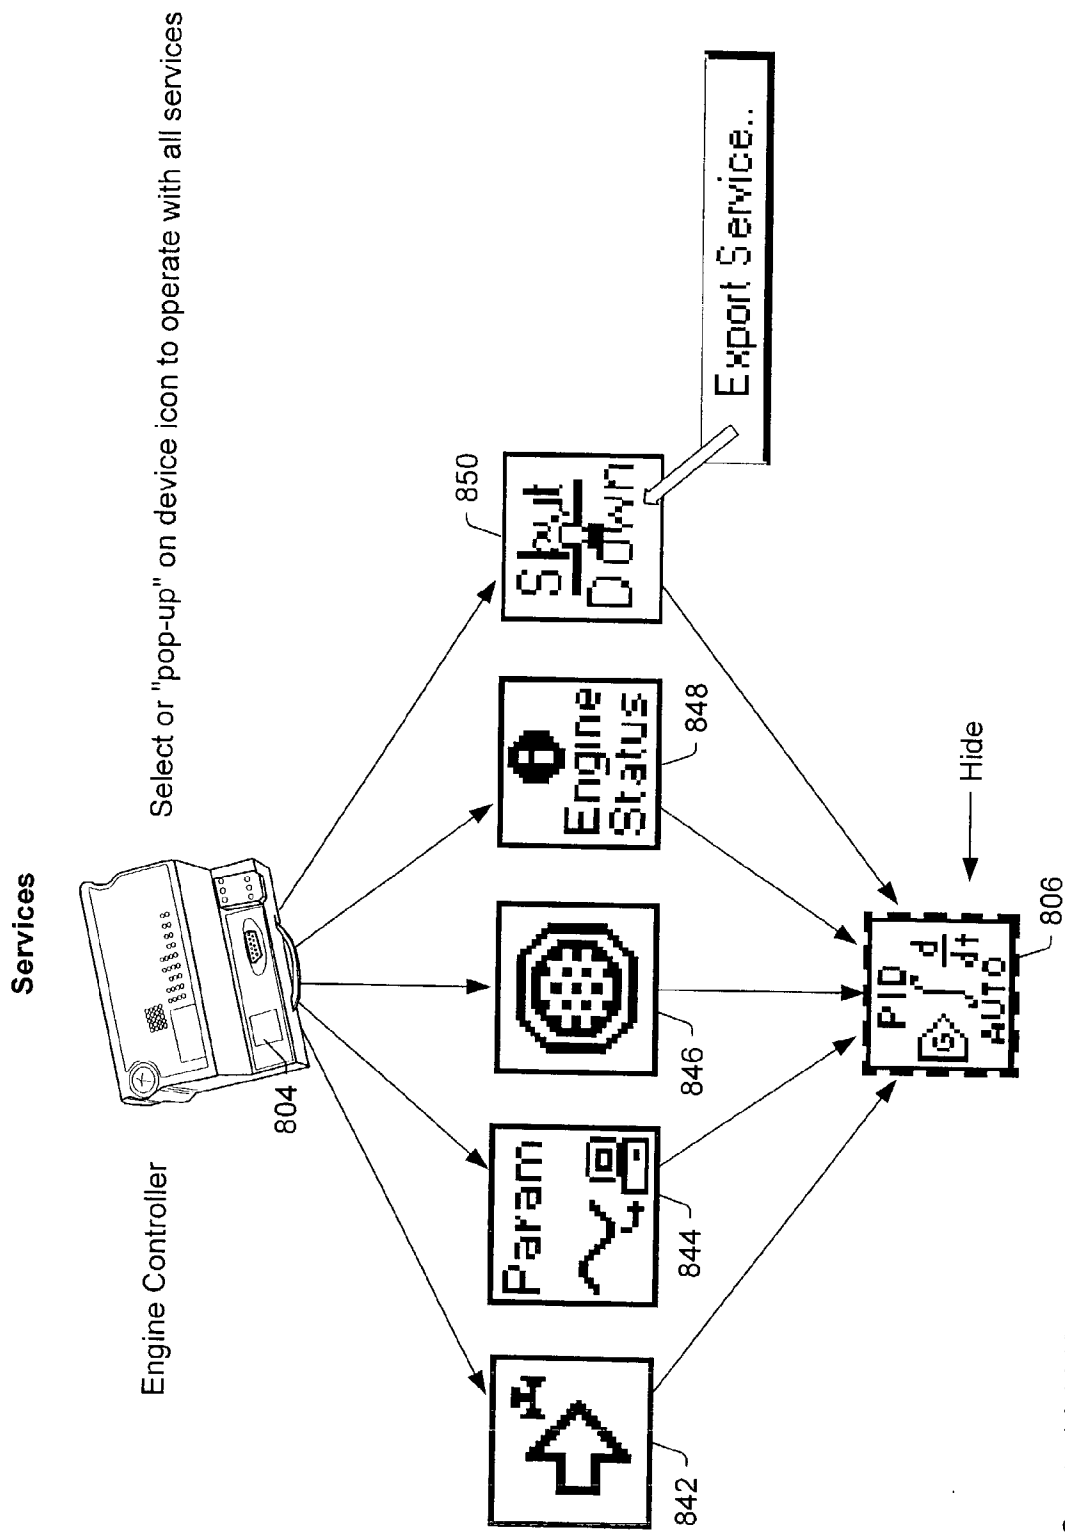 Services
Select or "pop-up" on device icon to operate with all services
Engine Controller
804
850
Param
Engine
Status
Shut
Down
Export Service..
842
844
846
848
PID
d
dt
G
AUTO
806
Hide